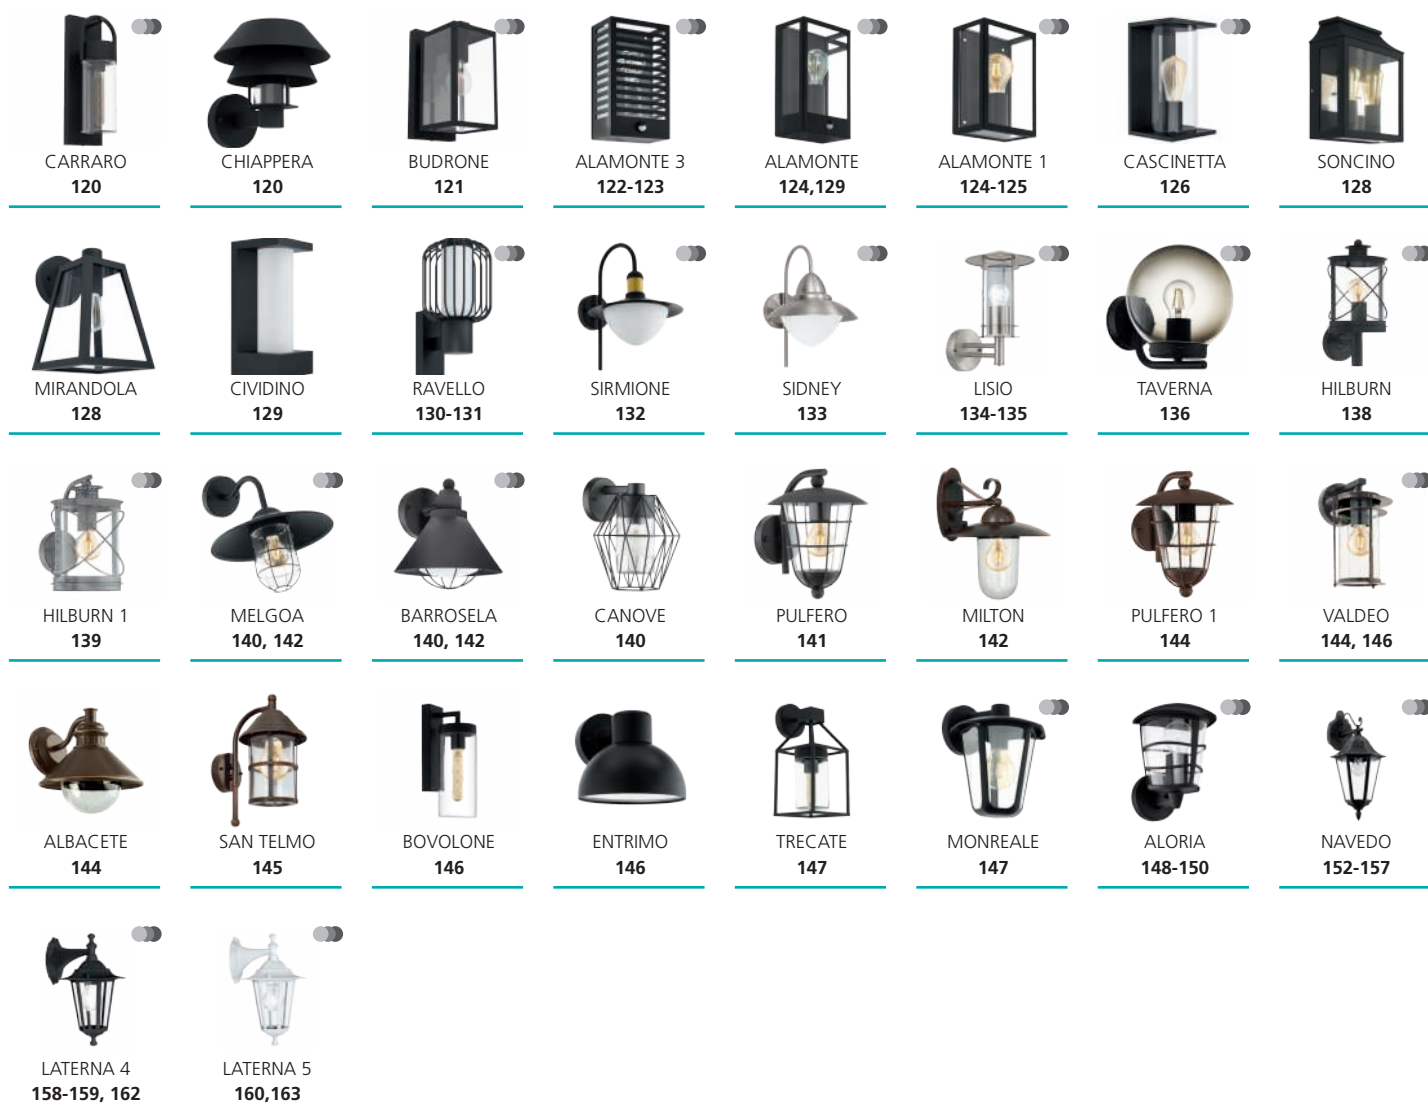 CARRARO
120
CHIAPPERA
120
BUDRONE
121
ALAMONTE 3
122-123
ALAMONTE
124,129
ALAMONTE 1
124-125
CASCINETTA
126
SONCINO
128
MIRANDOLA
128
CIVIDINO
129
RAVELLO
130-131
SIRMIONE
132
SIDNEY
133
LISIO
134-135
TAVERNA
136
HILBURN
138
HILBURN 1
139
MELGOA
140, 142
BARROSELA
140, 142
CANOVE
140
PULFERO
141
MILTON
142
PULFERO 1
144
VALDEO
144, 146
ALBACETE
144
SAN TELMO
145
BOVOLONE
146
ENTRIMO
146
TRECATE
147
MONREALE
147
ALORIA
148-150
NAVEDO
152-157
LATERNA 4
158-159, 162
LATERNA 5
160,163